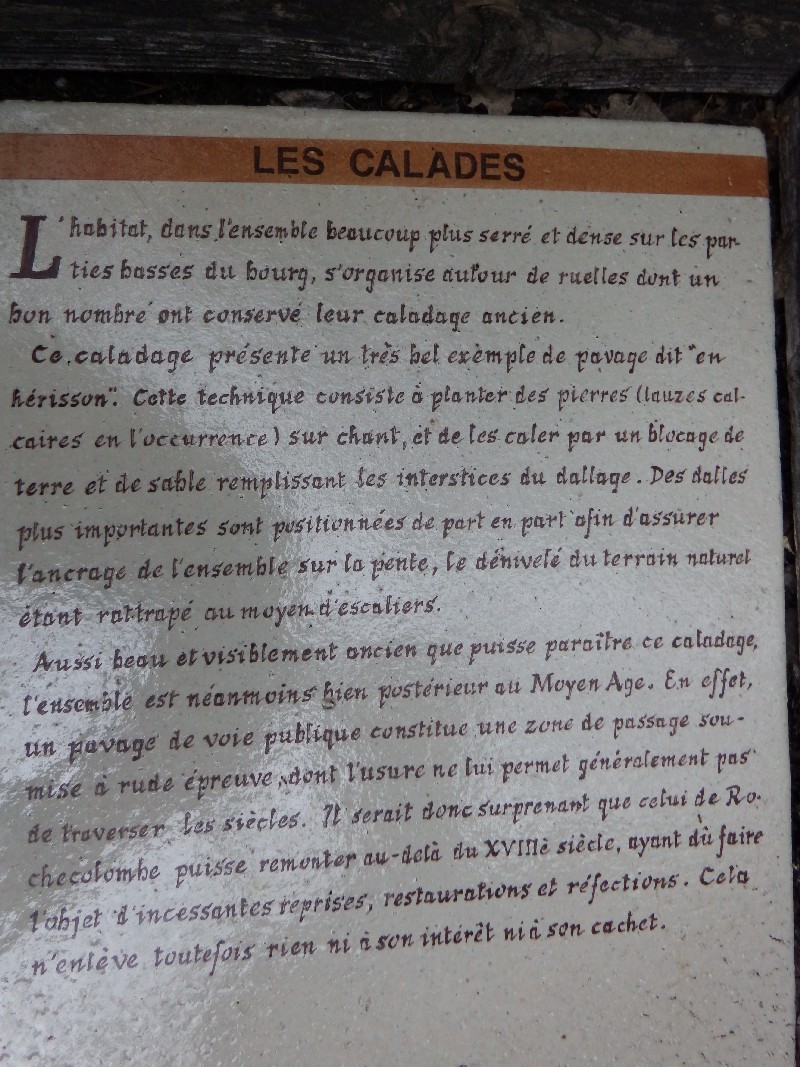 LES CALADES
L'habitat, dans l'ensemble beaucoup plus serré et dense sur les par-
ties basses du bourg, s'organise autour de ruelles dont un
bon nombre ont conservé leur caladage ancien.
Ce caladage présente un très bel exemple de pavage dit "en
hérisson". Cette technique consiste à planter des pierres (lauzes cal-
caires en l'occurrence) sur chant, et de les caler par un blocage de
terre et de sable remplissant les interstices du dallage. Des dalles
plus importantes sont positionnées de part en part afin d'assurer
l'ancrage de l'ensemble sur la pente, le dénivelé du terrain naturel
étant rattrapé au moyen d'escaliers.
Aussi beau et visiblement ancien que puisse paraître ce caladage,
l'ensemble est néanmoins bien postérieur au Moyen Age. En effet,
un pavage de voie publique constitue une zone de passage sou-
mise à rude épreuve, dont l'usure ne lui permet généralement pas
de traverser les siècles. Il serait donc surprenant que celui de Ro-
checolombe puisse remonter au-delà du XVIIIè siècle, ayant dù faire
l'objet d'incessantes reprises, restaurations et réfections. Cela
n'enlève toutefois rien ni à son intérêt ni à son cachet.